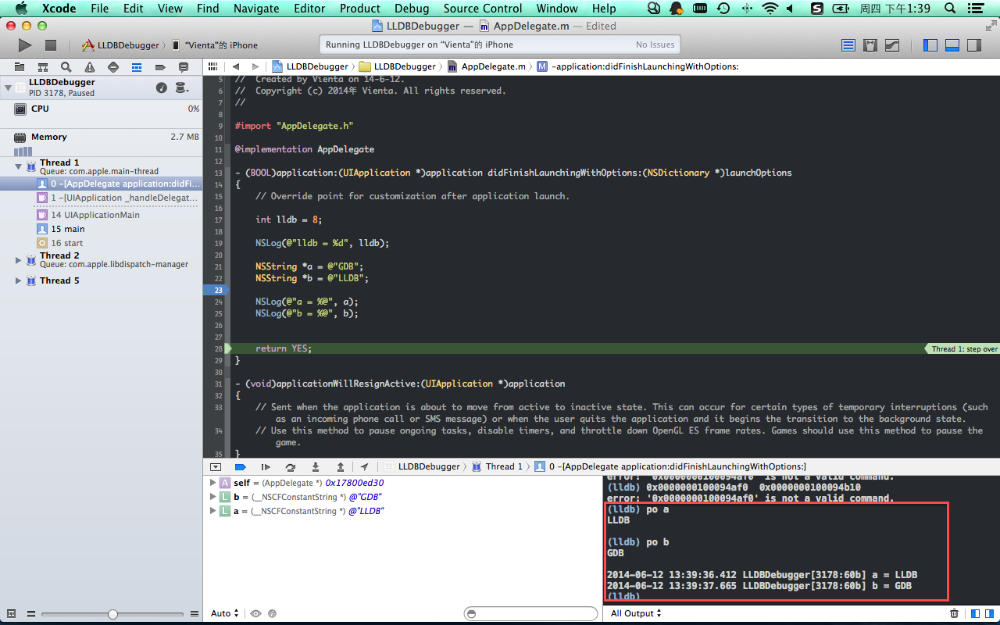 Xcode File Edit View Find Navigate Editor Product Debug Source Control Window Help 周四 下午1:39
LLDBDebugger — AppDelegate.m — Edited
LLDBDebugger 〉 “Vienta”的 iPhone
Running LLDBDebugger on “Vienta”的 iPhone No Issues
LLDBDebugger 〉 LLDBDebugger 〉 AppDelegate.m 〉 M -application:didFinishLaunchingWithOptions:
LLDBDebugger
PID 3178, Paused
CPU 0%
Memory 2.7 MB
Thread 1
Queue: com.apple.main-thread
0 -[AppDelegate application:didFi...
1 -[UIApplication _handleDelegat...
14 UIApplicationMain
15 main
16 start
Thread 2
Queue: com.apple.libdispatch-manager
Thread 5
5 // Created by Vienta on 14-6-12.
6 // Copyright (c) 2014年 Vienta. All rights reserved.
7 //
8
9 #import "AppDelegate.h"
10
11 @implementation AppDelegate
12
13 - (BOOL)application:(UIApplication *)application didFinishLaunchingWithOptions:(NSDictionary *)launchOptions
14 {
15 // Override point for customization after application launch.
16
17 int lldb = 8;
18
19 NSLog(@"lldb = %d", lldb);
20
21 NSString *a = @"GDB";
22 NSString *b = @"LLDB";
23
24 NSLog(@"a = %@", a);
25 NSLog(@"b = %@", b);
26
27
28 return YES; Thread 1: step over
29 }
30
31 - (void)applicationWillResignActive:(UIApplication *)application
32 {
33 // Sent when the application is about to move from active to inactive state. This can occur for certain types of temporary interruptions (such
as an incoming phone call or SMS message) or when the user quits the application and it begins the transition to the background state.
34 // Use this method to pause ongoing tasks, disable timers, and throttle down OpenGL ES frame rates. Games should use this method to pause the
game.
35 }
LLDBDebugger 〉 Thread 1 〉 0 -[AppDelegate application:didFinishLaunchingWithOptions:]
A self = (AppDelegate *) 0x17800ed30
L b = (__NSCFConstantString *) @"GDB"
L a = (__NSCFConstantString *) @"LLDB"
error: '0x0000000100094af0' is not a valid command.
(lldb) 0x0000000100094af0 0x0000000100094b10
error: '0x0000000100094af0' is not a valid command.
(lldb) po a
LLDB
(lldb) po b
GDB
2014-06-12 13:39:36.412 LLDBDebugger[3178:60b] a = LLDB
2014-06-12 13:39:37.665 LLDBDebugger[3178:60b] b = GDB
(lldb)
Auto
All Output